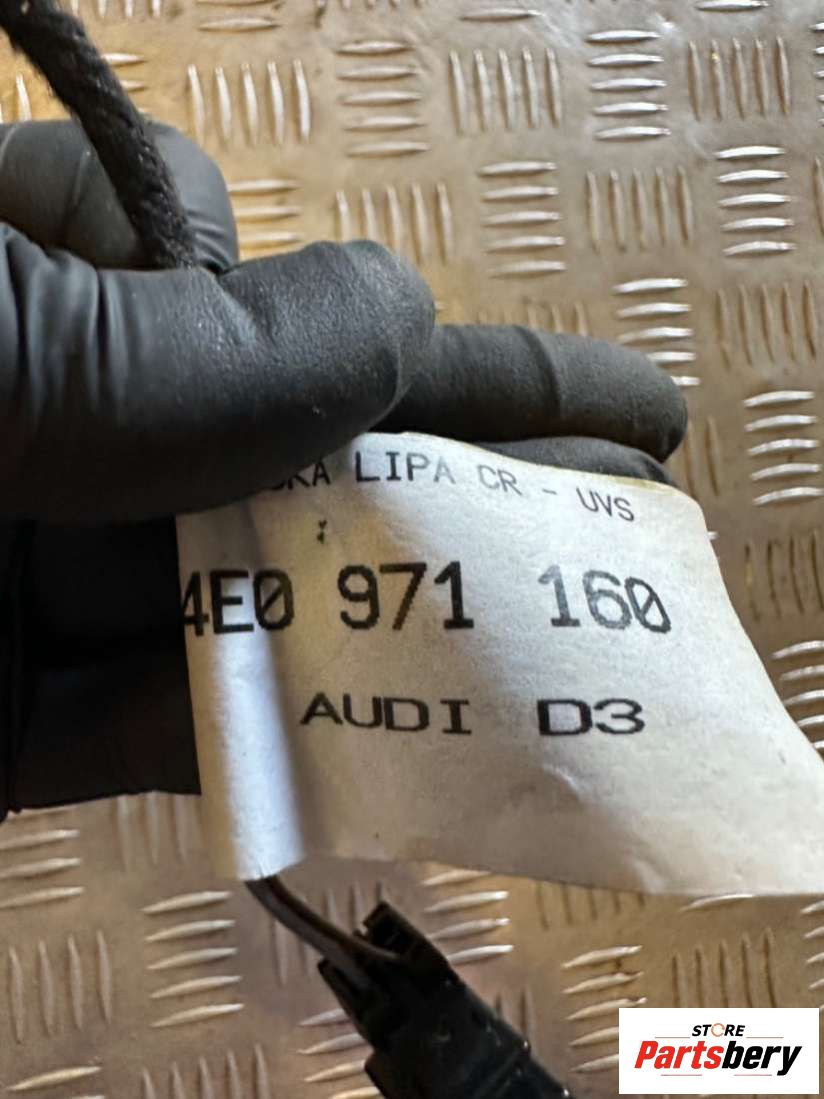 LIPA CR - UVS
4E0 971 160
AUDI D3
STORE
Partsbery